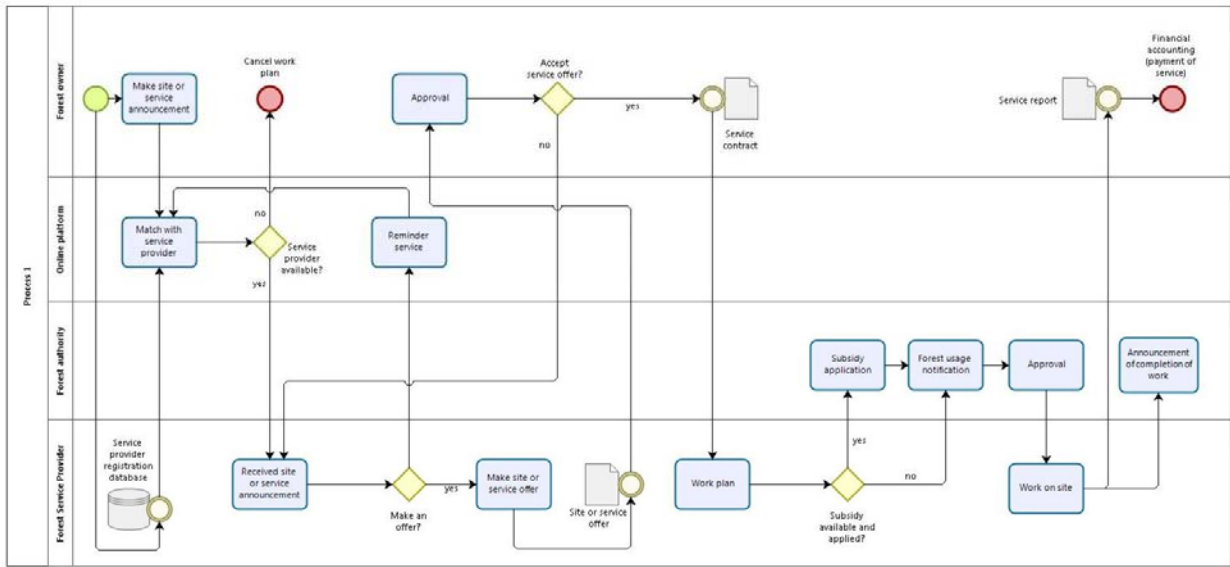 Process 1
Forest owner
Make site or
service
announcement
Cancel work
plan
Approval
Accept
service offer?
yes
no
Service
contract
Service report
Financial
accounting
(payment of
service)
Online platform
Match with
service
provider
no
Service
provider
available?
yes
Reminder
service
Forest authority
Subsidy
application
Forest usage
notification
Approval
Announcement
of completion of
work
Forest Service Provider
Service
provider
registration
database
Received site
or service
announcement
Make an
offer?
yes
Make site or
service offer
Site or service
offer
Work plan
yes
no
Subsidy
available and
applied?
Work on site